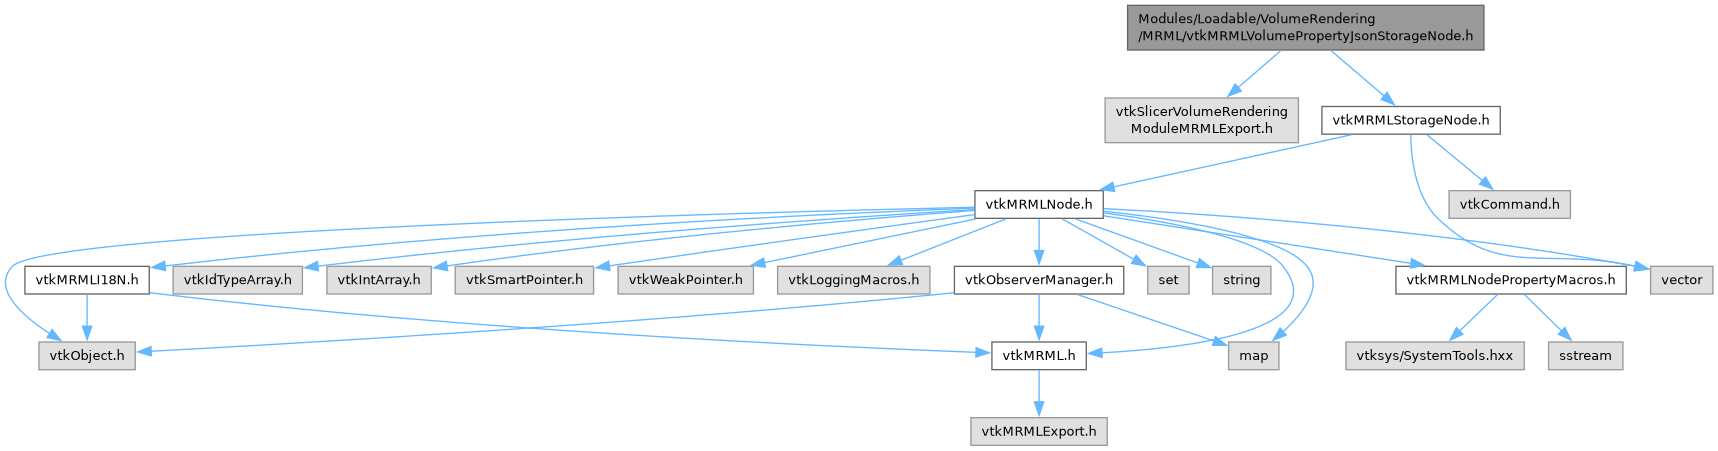 Modules/Loadable/VolumeRendering
/MRML/vtkMRMLVolumePropertyJsonStorageNode.h
vtkSlicerVolumeRendering
ModuleMRMLExport.h
vtkMRMLStorageNode.h
vtkMRMLNode.h
vtkCommand.h
vtkMRMLI18N.h
vtkIdTypeArray.h
vtkIntArray.h
vtkSmartPointer.h
vtkWeakPointer.h
vtkLoggingMacros.h
vtkObserverManager.h
set
string
vtkMRMLNodePropertyMacros.h
vector
vtkObject.h
vtkMRML.h
map
vtksys/SystemTools.hxx
sstream
vtkMRMLExport.h